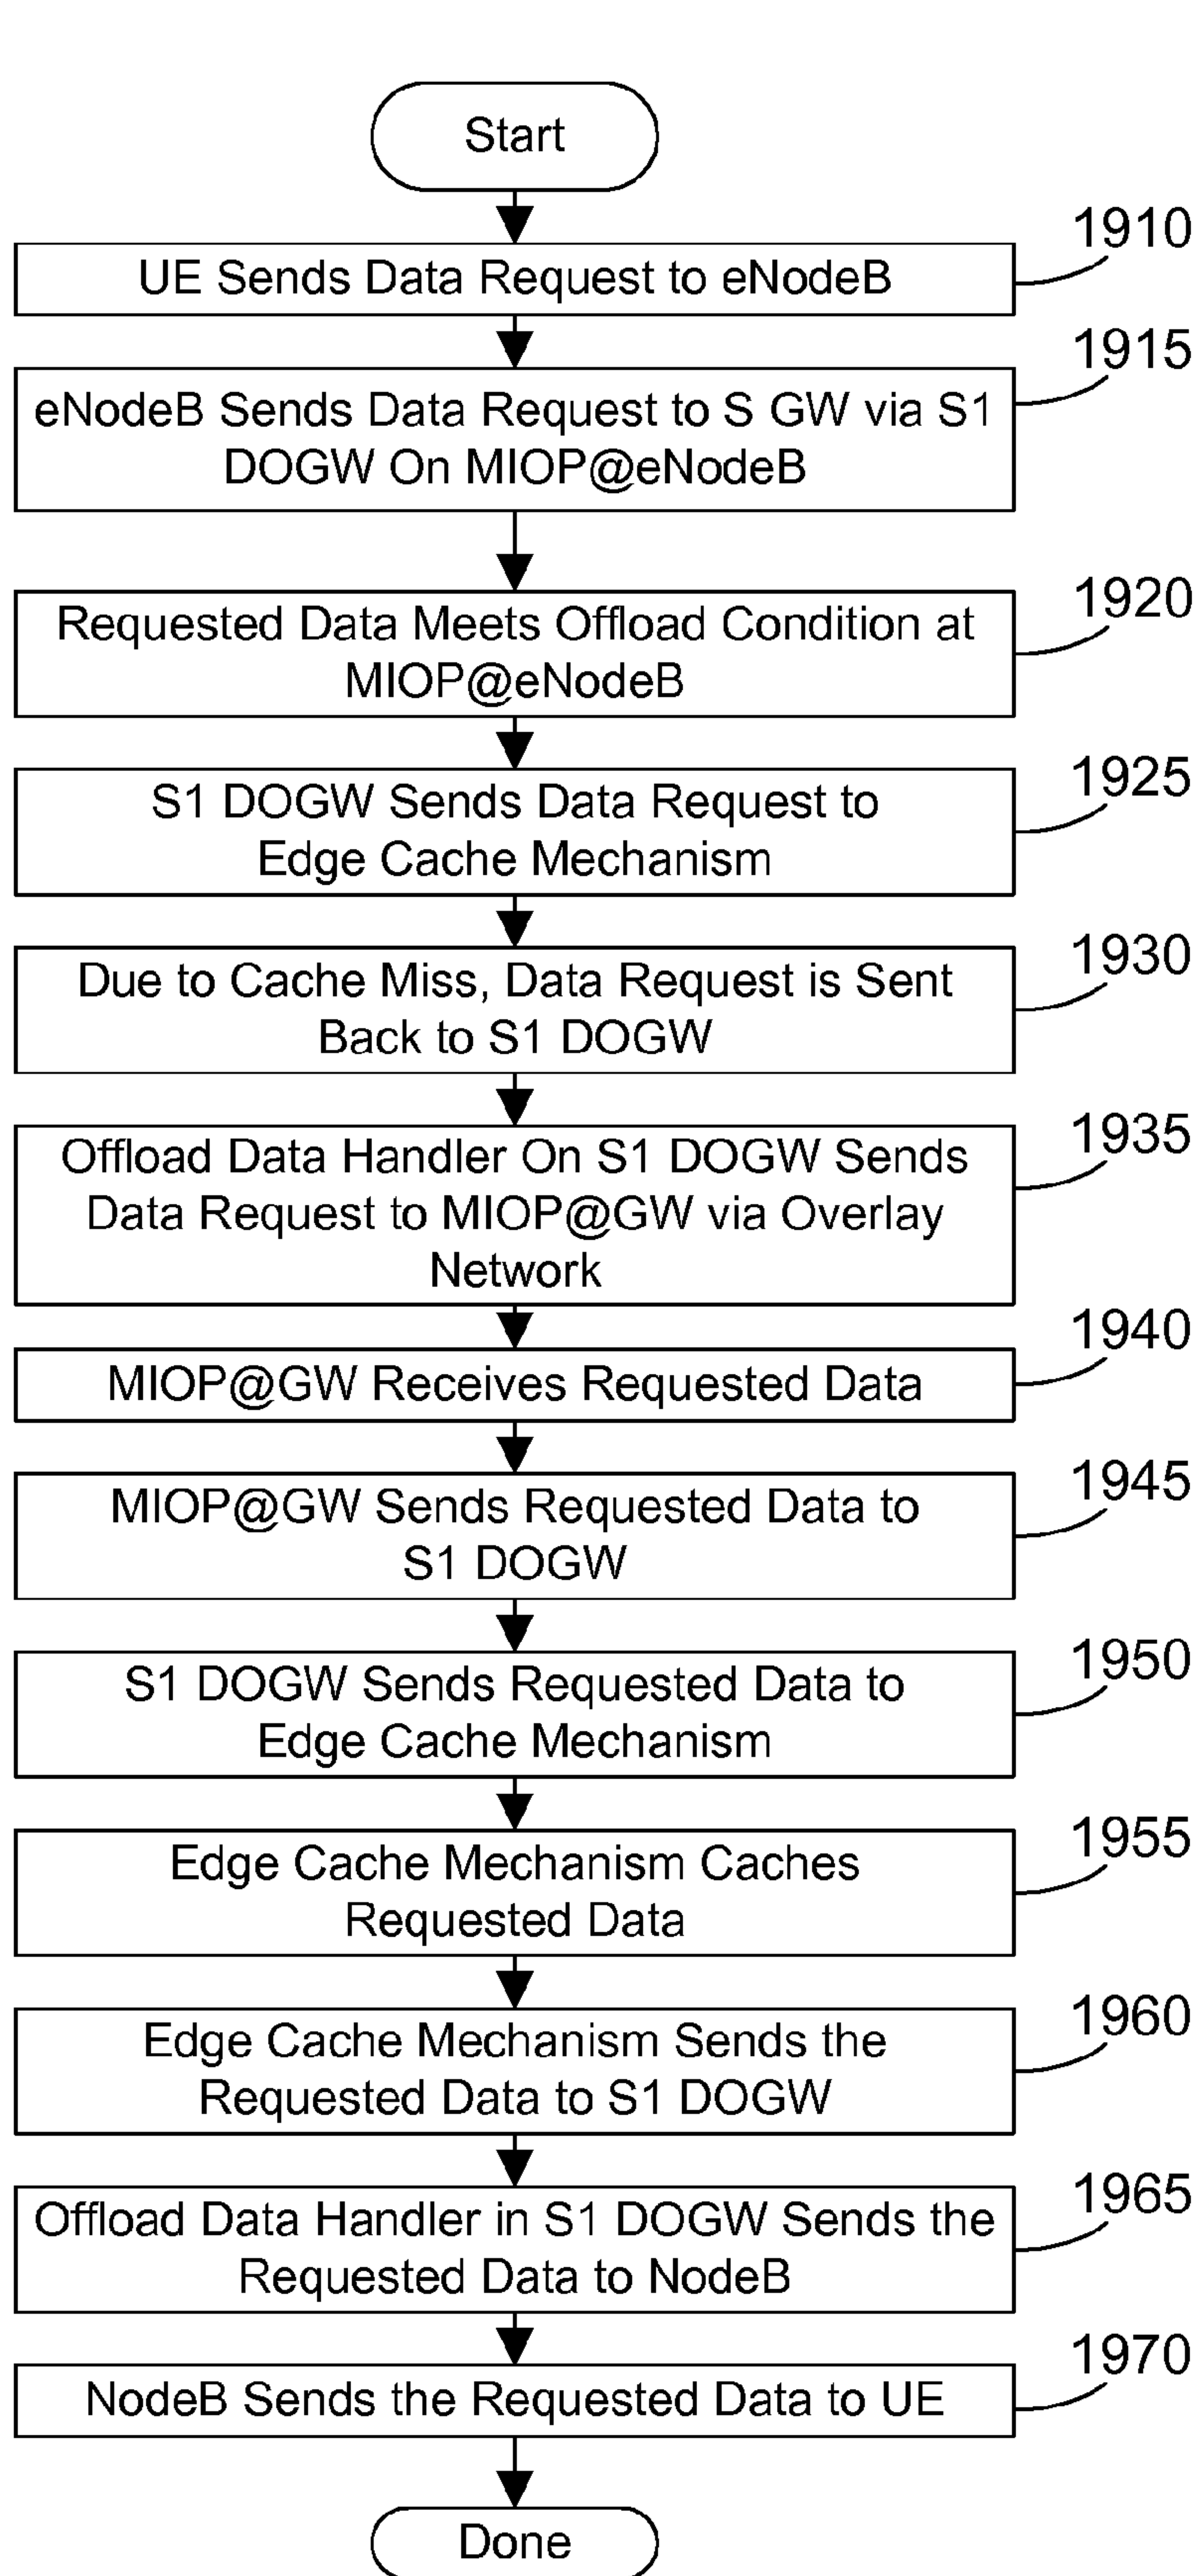 Start
1910
UE Sends Data Request to eNodeB
1915
eNodeB Sends Data Request to S GW via S1
DOGW On MIOP@eNodeB
1920
Requested Data Meets Offload Condition at
MIOP@eNodeB
1925
S1 DOGW Sends Data Request to
Edge Cache Mechanism
1930
Due to Cache Miss, Data Request is Sent
Back to S1 DOGW
1935
Offload Data Handler On S1 DOGW Sends
Data Request to MIOP@GW via Overlay
Network
1940
MIOP@GW Receives Requested Data
1945
MIOP@GW Sends Requested Data to
S1 DOGW
1950
S1 DOGW Sends Requested Data to
Edge Cache Mechanism
1955
Edge Cache Mechanism Caches
Requested Data
1960
Edge Cache Mechanism Sends the
Requested Data to S1 DOGW
1965
Offload Data Handler in S1 DOGW Sends the
Requested Data to NodeB
1970
NodeB Sends the Requested Data to UE
Done